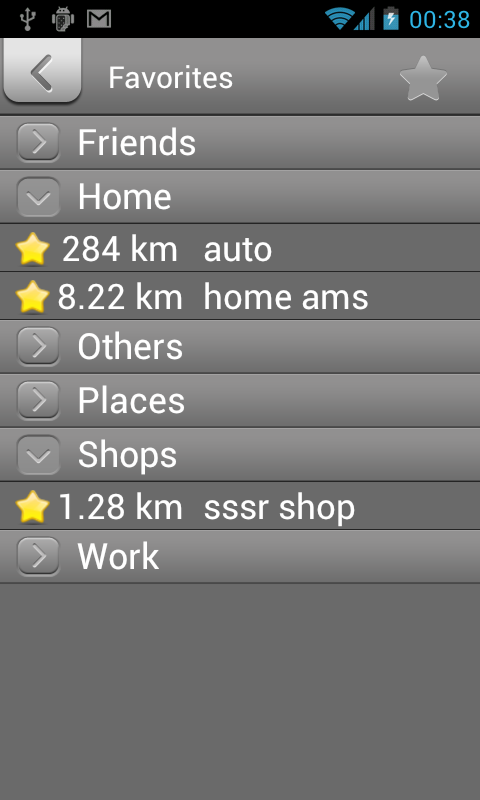 00:38
Favorites
Friends
Home
284 km auto
8.22 km home ams
Others
Places
Shops
1.28 km sssr shop
Work